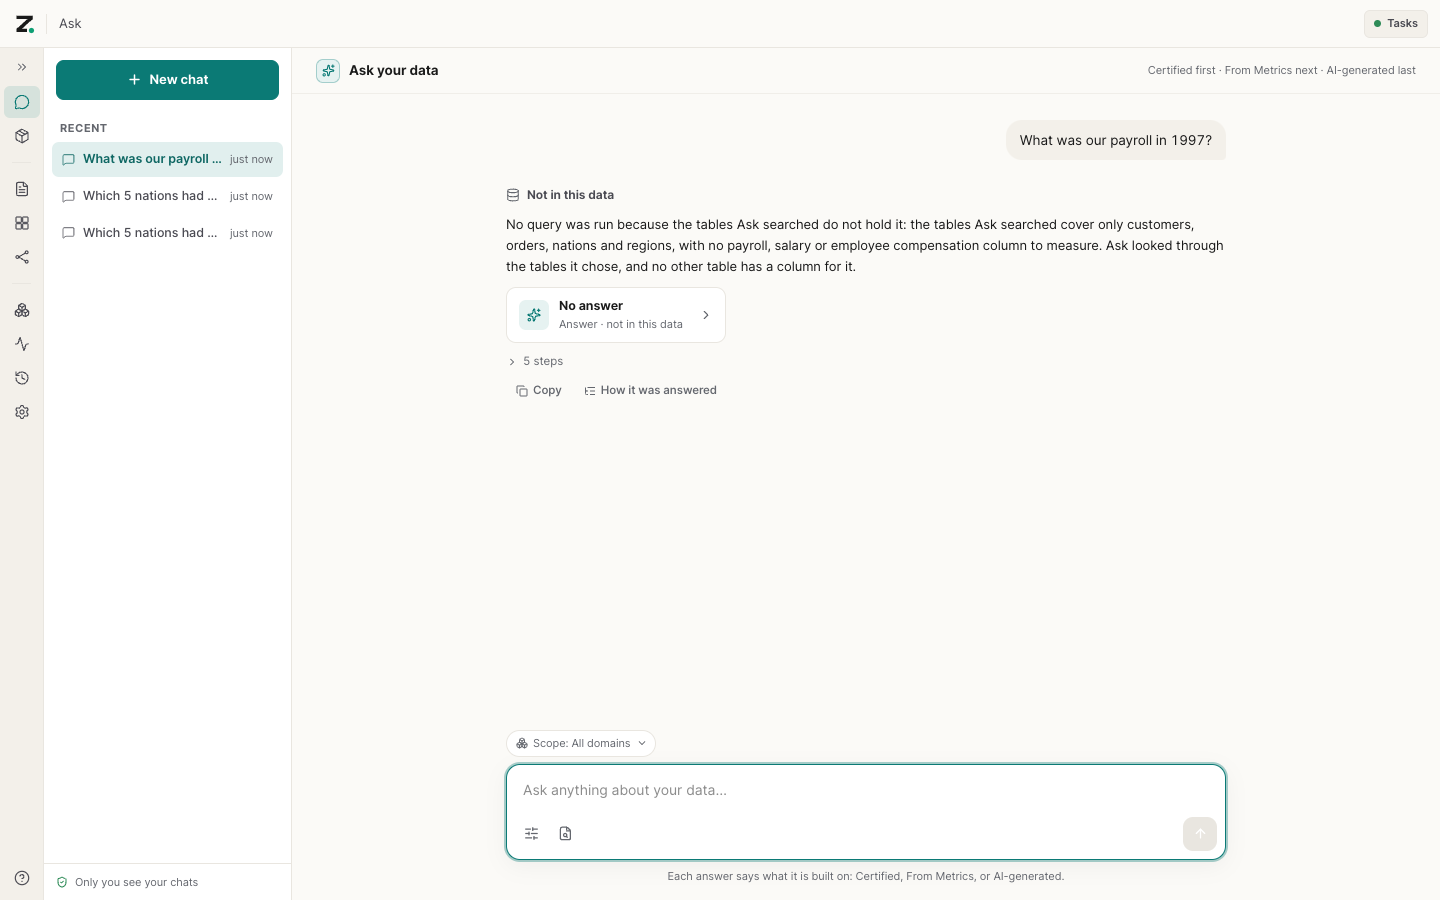 Z.
Ask
Tasks
New chat
RECENT
What was our payroll ... just now
Which 5 nations had ... just now
Which 5 nations had ... just now
Only you see your chats
Ask your data
Certified first · From Metrics next · AI-generated last
What was our payroll in 1997?
Not in this data
No query was run because the tables Ask searched do not hold it: the tables Ask searched cover only customers,
orders, nations and regions, with no payroll, salary or employee compensation column to measure. Ask looked through
the tables it chose, and no other table has a column for it.
No answer
Answer · not in this data
5 steps
Copy
How it was answered
Scope: All domains
Ask anything about your data...
Each answer says what it is built on: Certified, From Metrics, or AI-generated.